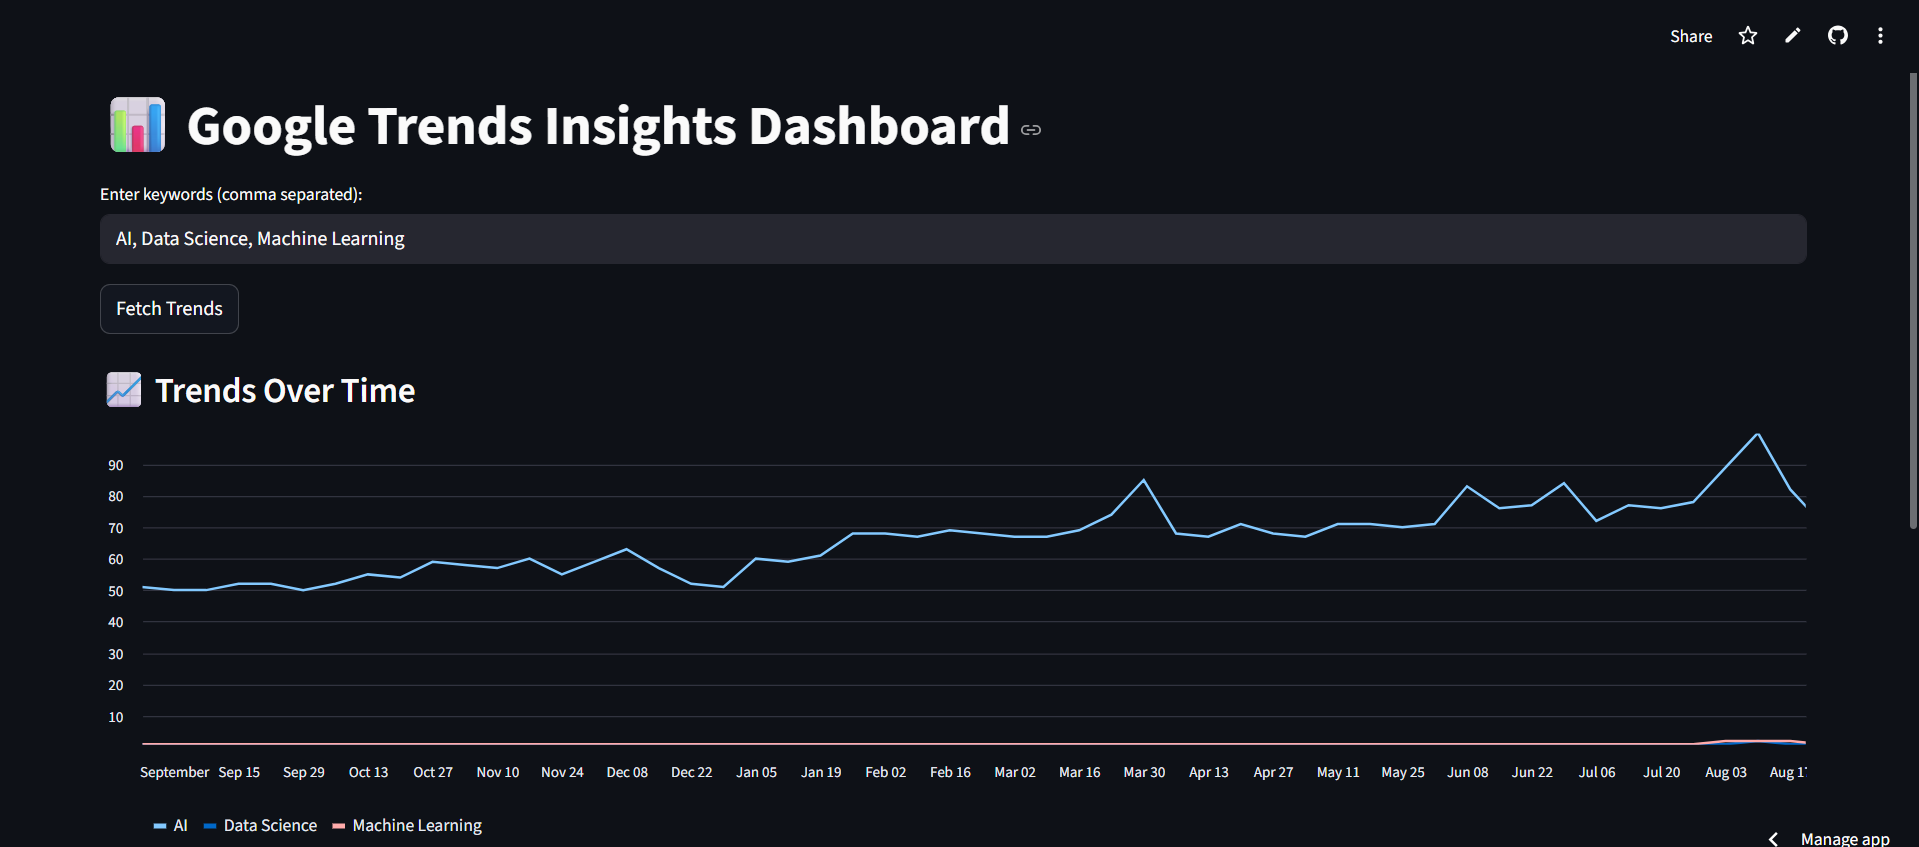 Share
Google Trends Insights Dashboard
Enter keywords (comma separated):
AI, Data Science, Machine Learning
Fetch Trends
Trends Over Time
90
80
70
60
50
40
30
20
10
September Sep 15 Sep 29 Oct 13 Oct 27 Nov 10 Nov 24 Dec 08 Dec 22 Jan 05 Jan 19 Feb 02 Feb 16 Mar 02 Mar 16 Mar 30 Apr 13 Apr 27 May 11 May 25 Jun 08 Jun 22 Jul 06 Jul 20 Aug 03 Aug 17
AI Data Science Machine Learning
Manage app